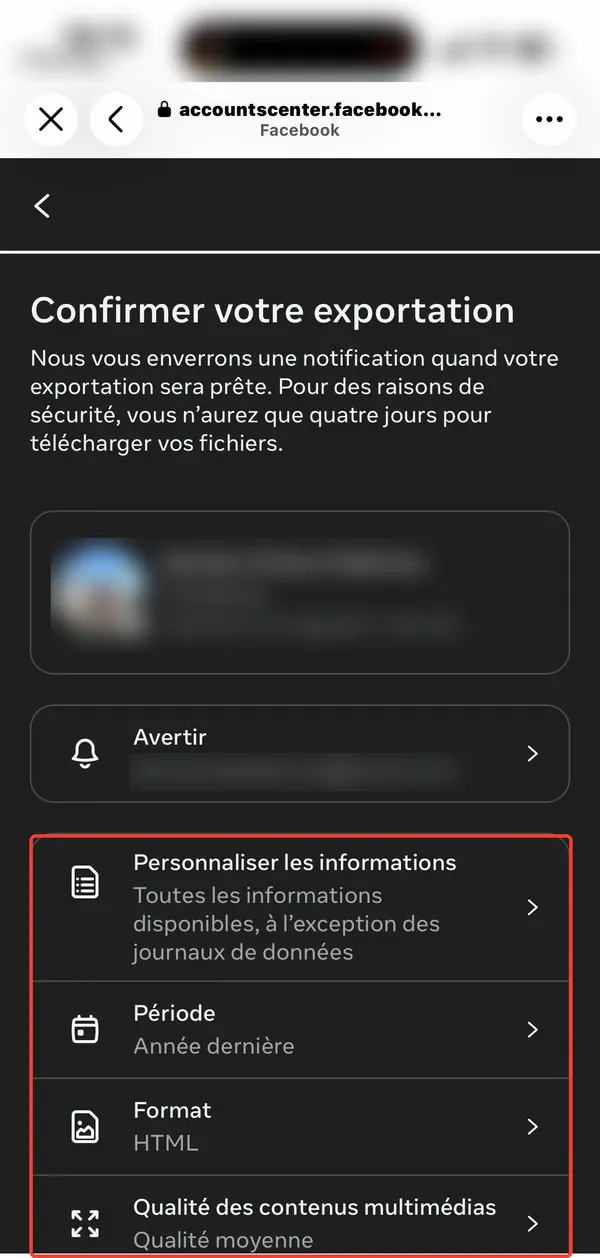 accountscenter.facebook...
Facebook
Confirmer votre exportation
Nous vous enverrons une notification quand votre
exportation sera prête. Pour des raisons de
sécurité, vous n’aurez que quatre jours pour
télécharger vos fichiers.
Avertir
Personnaliser les informations
Toutes les informations
disponibles, à l’exception des
journaux de données
Période
Année dernière
Format
HTML
Qualité des contenus multimédias
Qualité moyenne